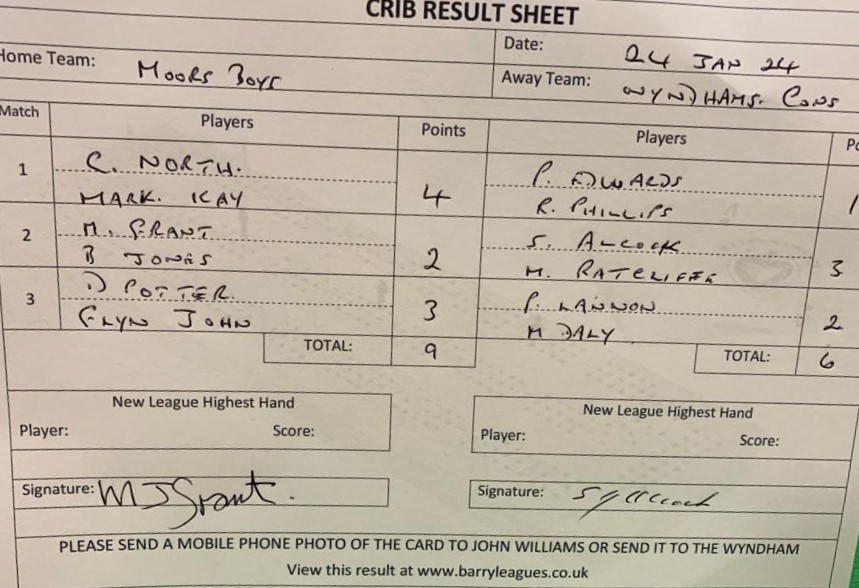 CRIB RESULT SHEET
Date: 24 JAN 24
Home Team: MOORS BOYS
Away Team: WYNDHAMS. CONS
Match Players Points Players
1 C. NORTH. P. EDWARDS
MARK. KAY 4 R. PHILLIPS 1
2 M. GRANT S. ALCOCK
B JONES 2 M. RATCLIFFE 3
3 D POTTER. P. LANNON
GLYN JOHN 3 M DALY 2
TOTAL: 9 TOTAL: 6
New League Highest Hand New League Highest Hand
Player: Score: Player: Score:
Signature: MJGrant. Signature:
PLEASE SEND A MOBILE PHONE PHOTO OF THE CARD TO JOHN WILLIAMS OR SEND IT TO THE WYNDHAM
View this result at www.barryleagues.co.uk